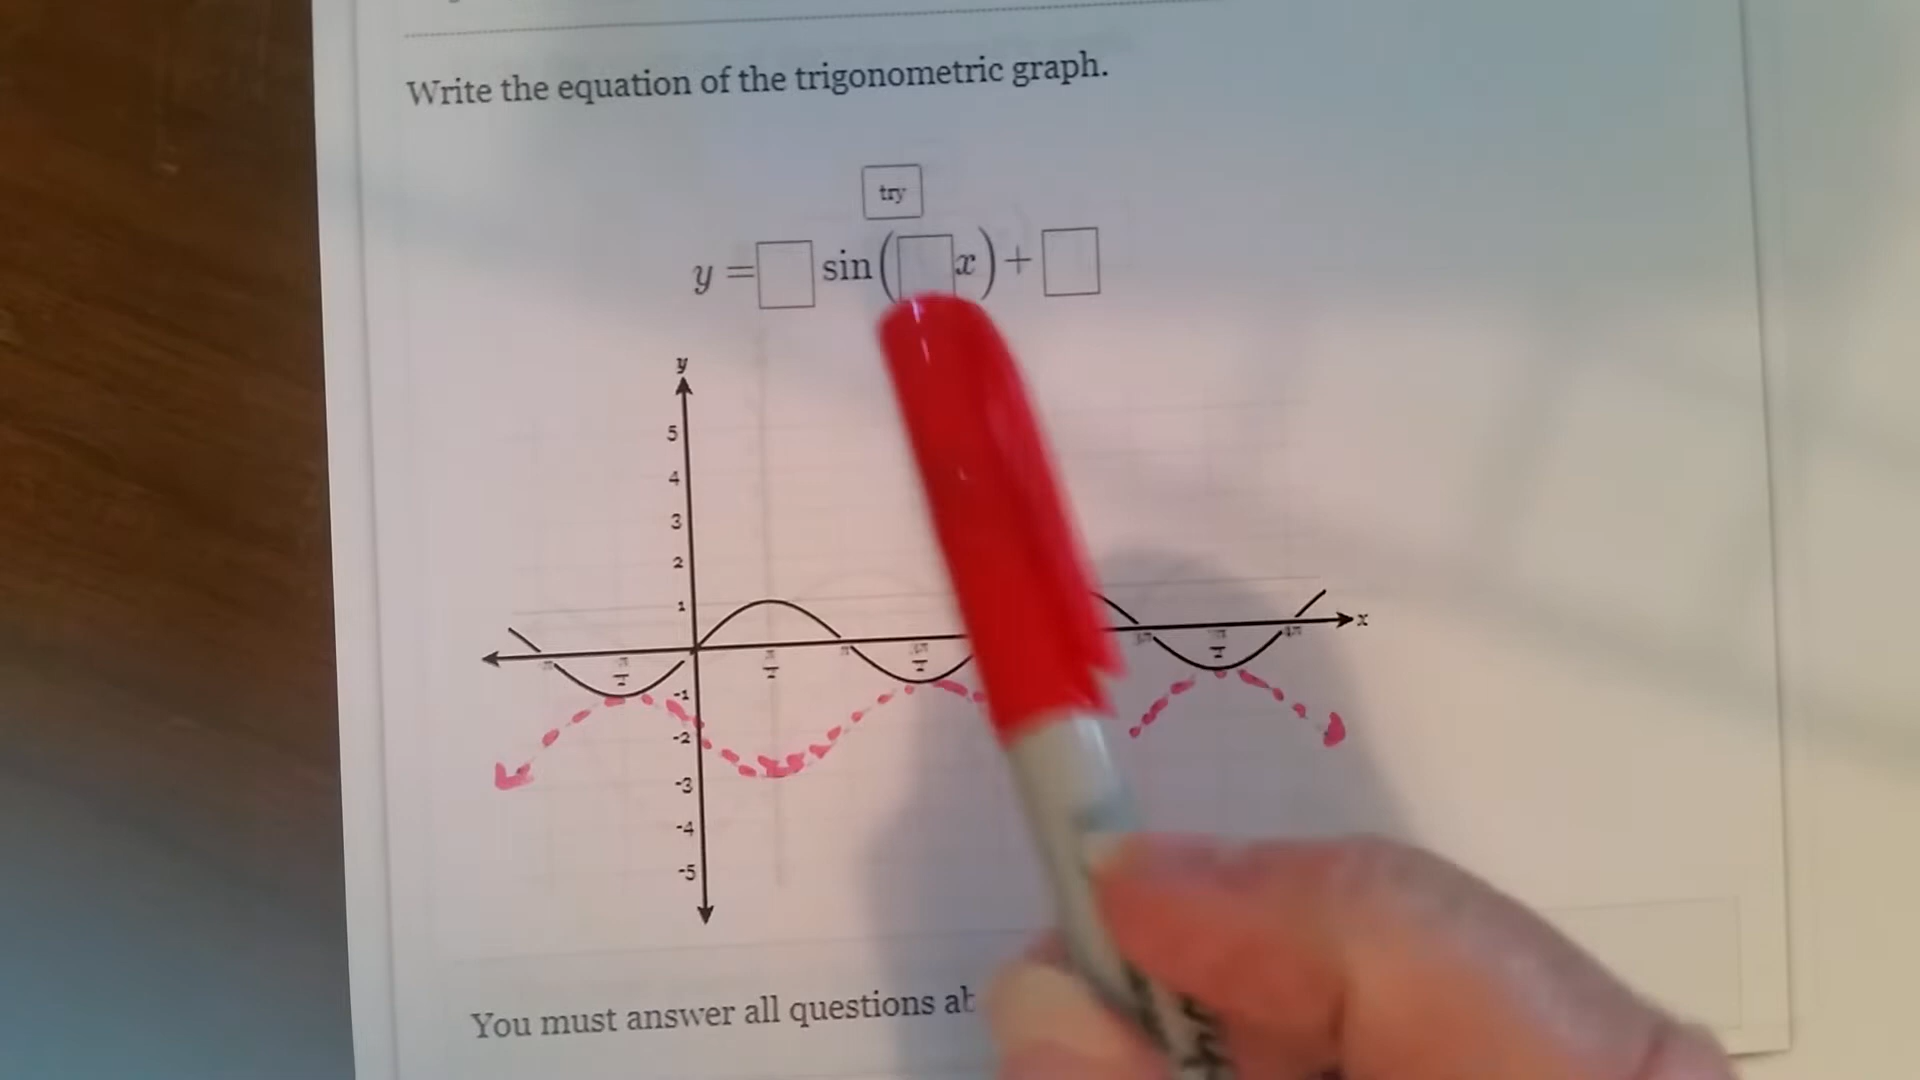 Write the equation of the trigonometric graph.
try
y = sin( x) +
y
5
4
3
2
1
x
-1
-2
-3
-4
-5
You must answer all questions ab